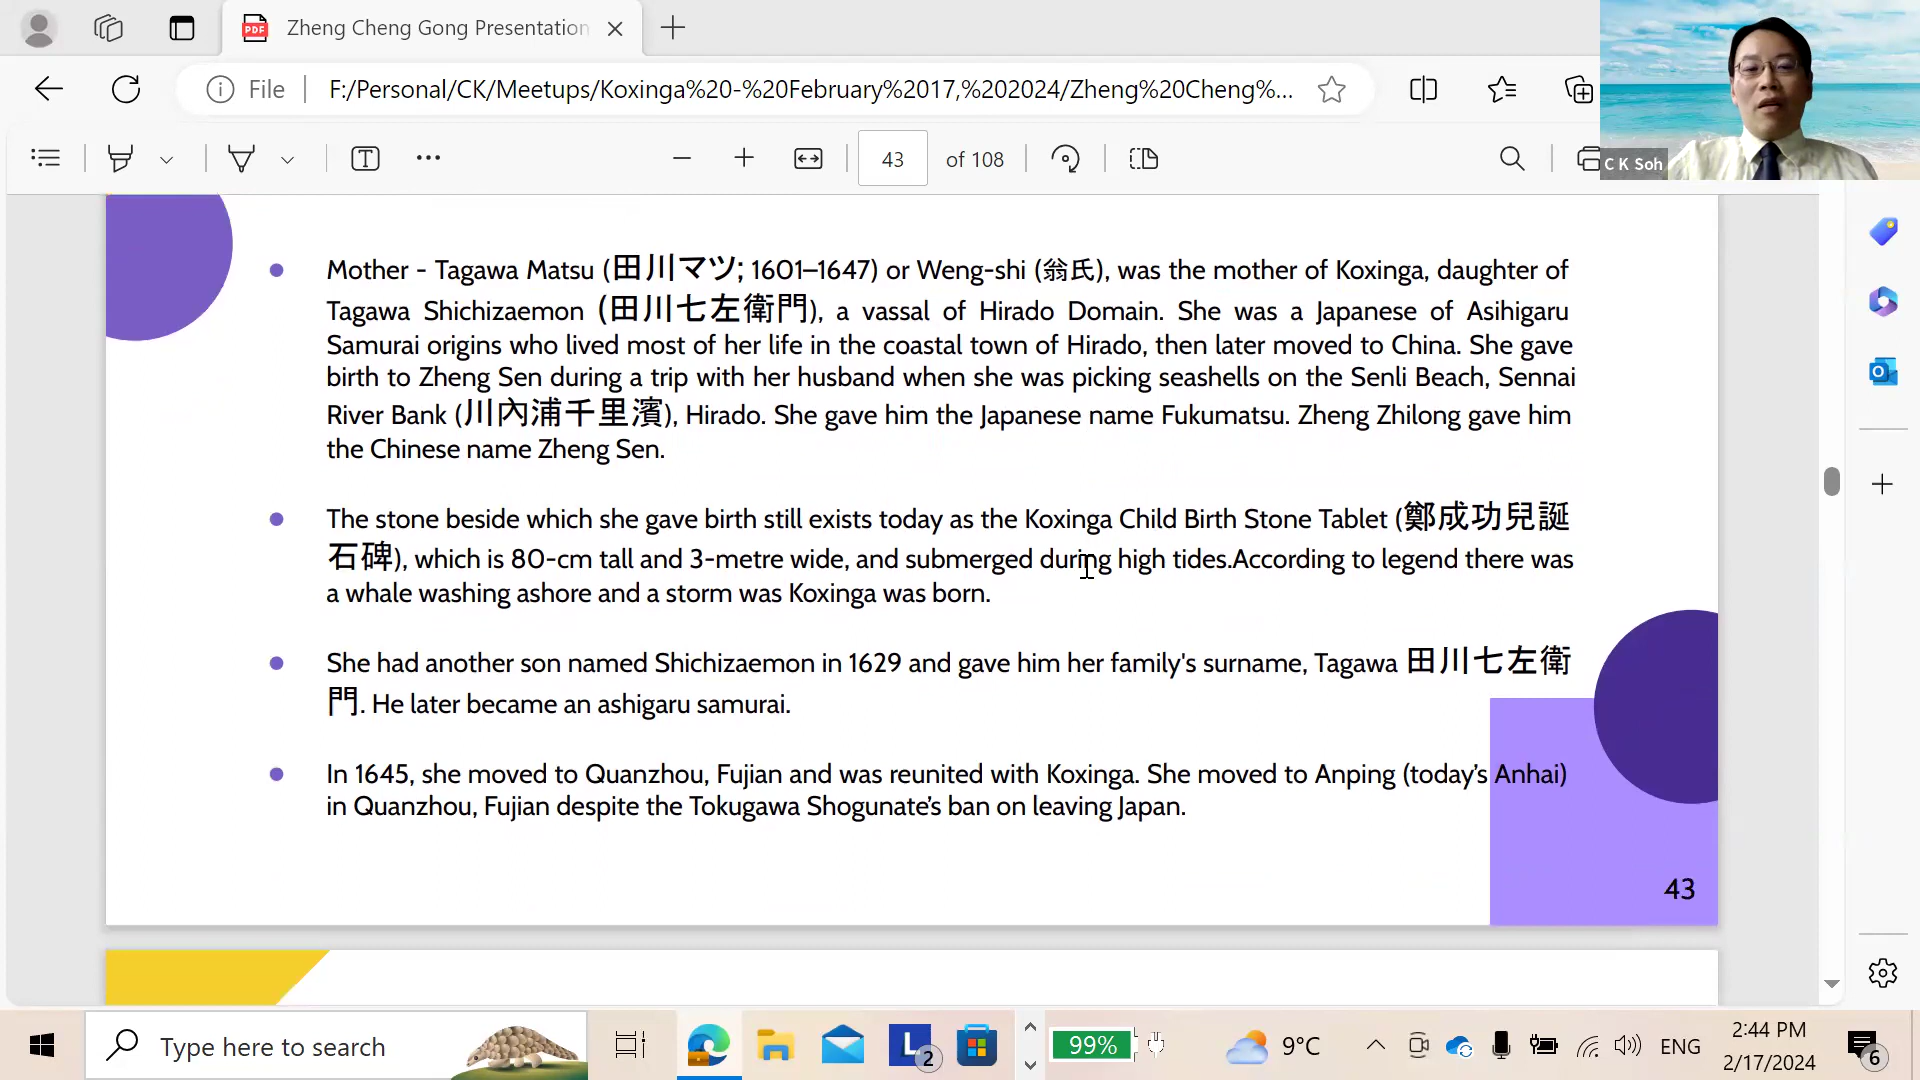 Zheng Cheng Gong Presentation
File
F:/Personal/CK/Meetups/Koxinga%20-%20February%2017,%202024/Zheng%20Cheng%...
43 of 108
C K Soh
Mother - Tagawa Matsu (田川マツ; 1601–1647) or Weng-shi (翁氏), was the mother of Koxinga, daughter of
Tagawa Shichizaemon (田川七左衛門), a vassal of Hirado Domain. She was a Japanese of Asihigaru
Samurai origins who lived most of her life in the coastal town of Hirado, then later moved to China. She gave
birth to Zheng Sen during a trip with her husband when she was picking seashells on the Senli Beach, Sennai
River Bank (川內浦千里濱), Hirado. She gave him the Japanese name Fukumatsu. Zheng Zhilong gave him
the Chinese name Zheng Sen.
The stone beside which she gave birth still exists today as the Koxinga Child Birth Stone Tablet (鄭成功兒誕
石碑), which is 80-cm tall and 3-metre wide, and submerged during high tides.According to legend there was
a whale washing ashore and a storm was Koxinga was born.
She had another son named Shichizaemon in 1629 and gave him her family's surname, Tagawa 田川七左衛
門. He later became an ashigaru samurai.
In 1645, she moved to Quanzhou, Fujian and was reunited with Koxinga. She moved to Anping (today's Anhai)
in Quanzhou, Fujian despite the Tokugawa Shogunate's ban on leaving Japan.
43
Type here to search
L
2
99%
9°C
ENG
2:44 PM
2/17/2024
6